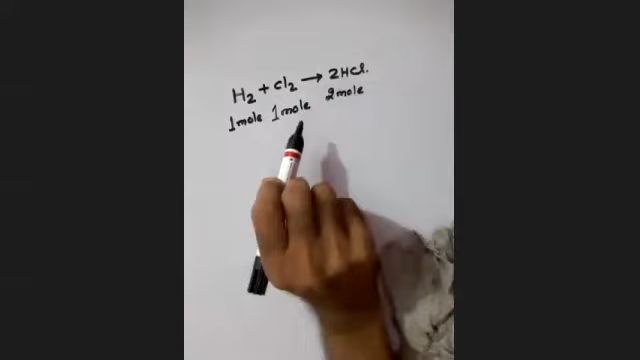 H₂ + Cl₂ → 2HCl.
1mole 1mole 2mole